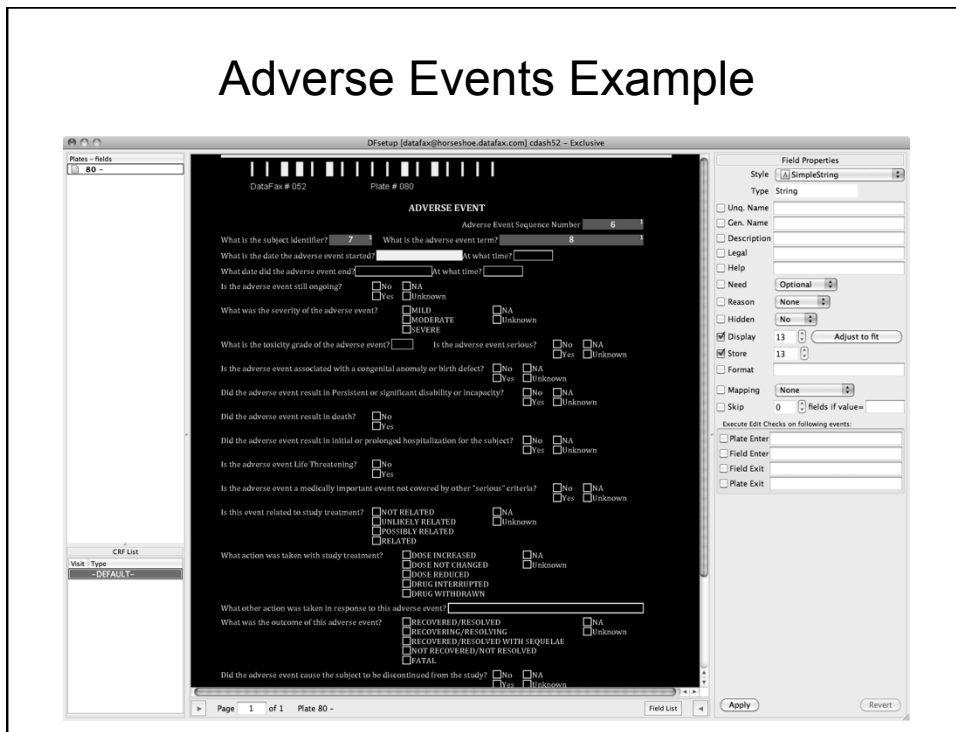 Adverse Events Example
DFsetup [datafax@horseshoe.datafax.com] cdash52 – Exclusive
Plates – fields
80 –
CRF List
Visit Type
–DEFAULT–
DataFax # 052 Plate # 080
ADVERSE EVENT
Adverse Event Sequence Number 6 1
What is the subject identifier? 7 1 What is the adverse event term? 8 1
What is the date the adverse event started? At what time?
What date did the adverse event end? At what time?
Is the adverse event still ongoing? No NA
Yes Unknown
What was the severity of the adverse event? MILD NA
MODERATE Unknown
SEVERE
What is the toxicity grade of the adverse event? Is the adverse event serious? No NA
Yes Unknown
Is the adverse event associated with a congenital anomaly or birth defect? No NA
Yes Unknown
Did the adverse event result in Persistent or significant disability or incapacity? No NA
Yes Unknown
Did the adverse event result in death? No
Yes
Did the adverse event result in initial or prolonged hospitalization for the subject? No NA
Yes Unknown
Is the adverse event Life Threatening? No
Yes
Is the adverse event a medically important event not covered by other "serious" criteria? No NA
Yes Unknown
Is this event related to study treatment? NOT RELATED NA
UNLIKELY RELATED Unknown
POSSIBLY RELATED
RELATED
What action was taken with study treatment? DOSE INCREASED NA
DOSE NOT CHANGED Unknown
DOSE REDUCED
DRUG INTERRUPTED
DRUG WITHDRAWN
What other action was taken in response to this adverse event?
What was the outcome of this adverse event? RECOVERED/RESOLVED NA
RECOVERING/RESOLVING Unknown
RECOVERED/RESOLVED WITH SEQUELAE
NOT RECOVERED/NOT RESOLVED
FATAL
Did the adverse event cause the subject to be discontinued from the study? No NA
Yes Unknown
Page 1 of 1 Plate 80 – Field List
Field Properties
Style A SimpleString
Type String
Unq. Name
Gen. Name
Description
Legal
Help
Need Optional
Reason None
Hidden No
Display 13 Adjust to fit
Store 13
Format
Mapping None
Skip 0 fields if value=
Execute Edit Checks on following events:
Plate Enter
Field Enter
Field Exit
Plate Exit
Apply Revert